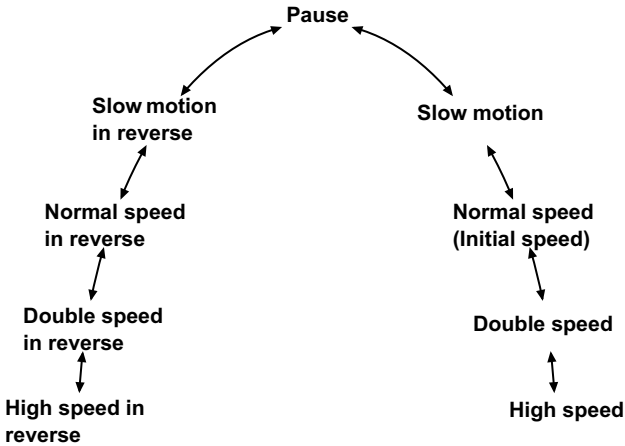 Pause
Slow motion
in reverse
Slow motion
Normal speed
in reverse
Normal speed
(Initial speed)
Double speed
in reverse
Double speed
High speed in
reverse
High speed